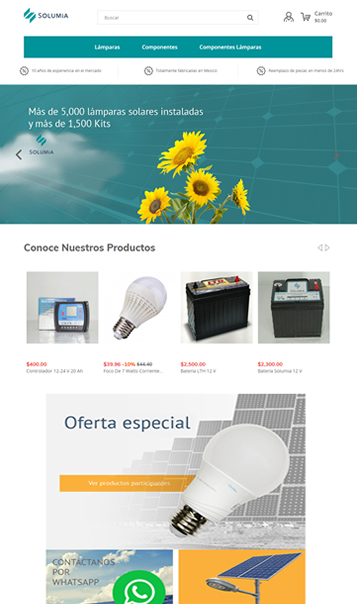 SOLUMIA
Buscar
Carrito
$0.00
Lámparas
Componentes
Componentes Lámparas
10 años de experiencia en el mercado
Totalmente fabricadas en México
Reemplazo de piezas en menos de 24hrs
Más de 5,000 lámparas solares instaladas
y más de 1,500 Kits
SOLUMIA
Conoce Nuestros Productos
$400.00
Controlador 12-24 V 20 Ah
$39.96 -10% $44.40
Foco De 7 Watts Corriente...
$2,500.00
Batería LTH 12 V
$2,300.00
Batería Solumia 12 V
Oferta especial
Ver productos participantes
CONTÁCTANOS
POR
WHATSAPP